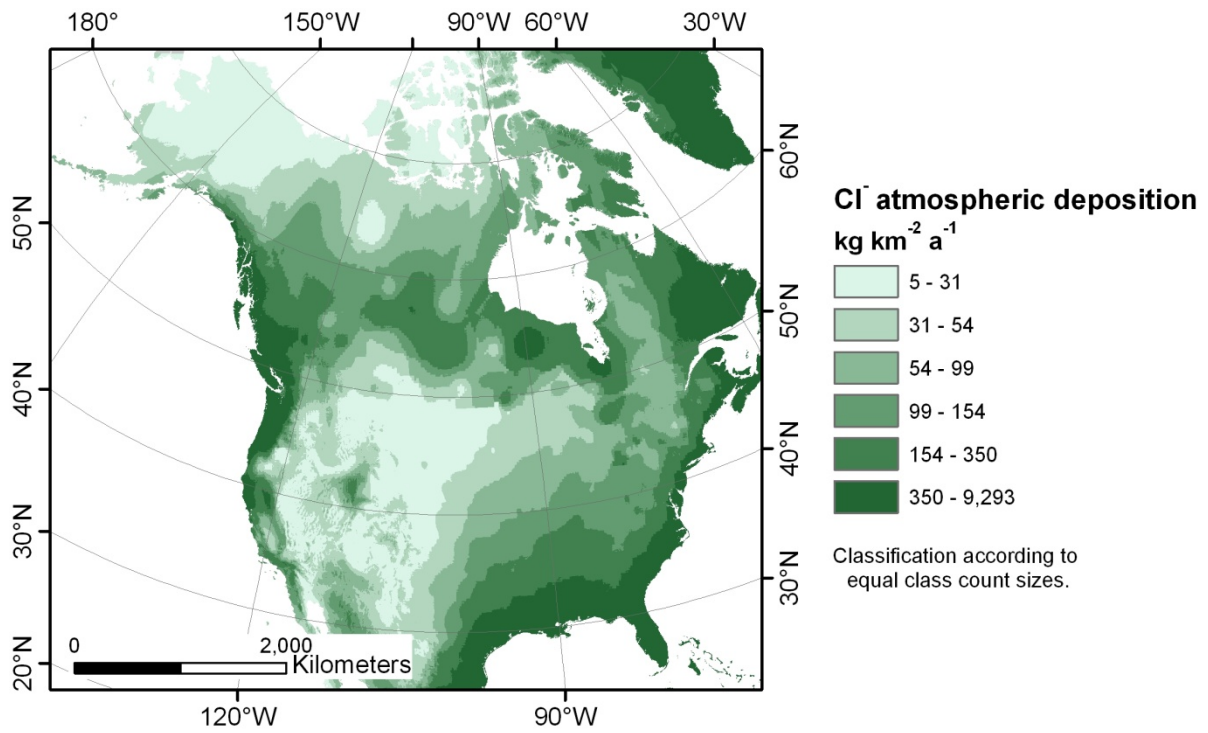 180° 150°W 90°W 60°W 30°W
50°N
40°N
30°N
20°N
60°N
50°N
40°N
30°N
120°W 90°W
0 2,000
Kilometers
Cl⁻ atmospheric deposition
kg km⁻² a⁻¹
5 - 31
31 - 54
54 - 99
99 - 154
154 - 350
350 - 9,293
Classification according to
equal class count sizes.